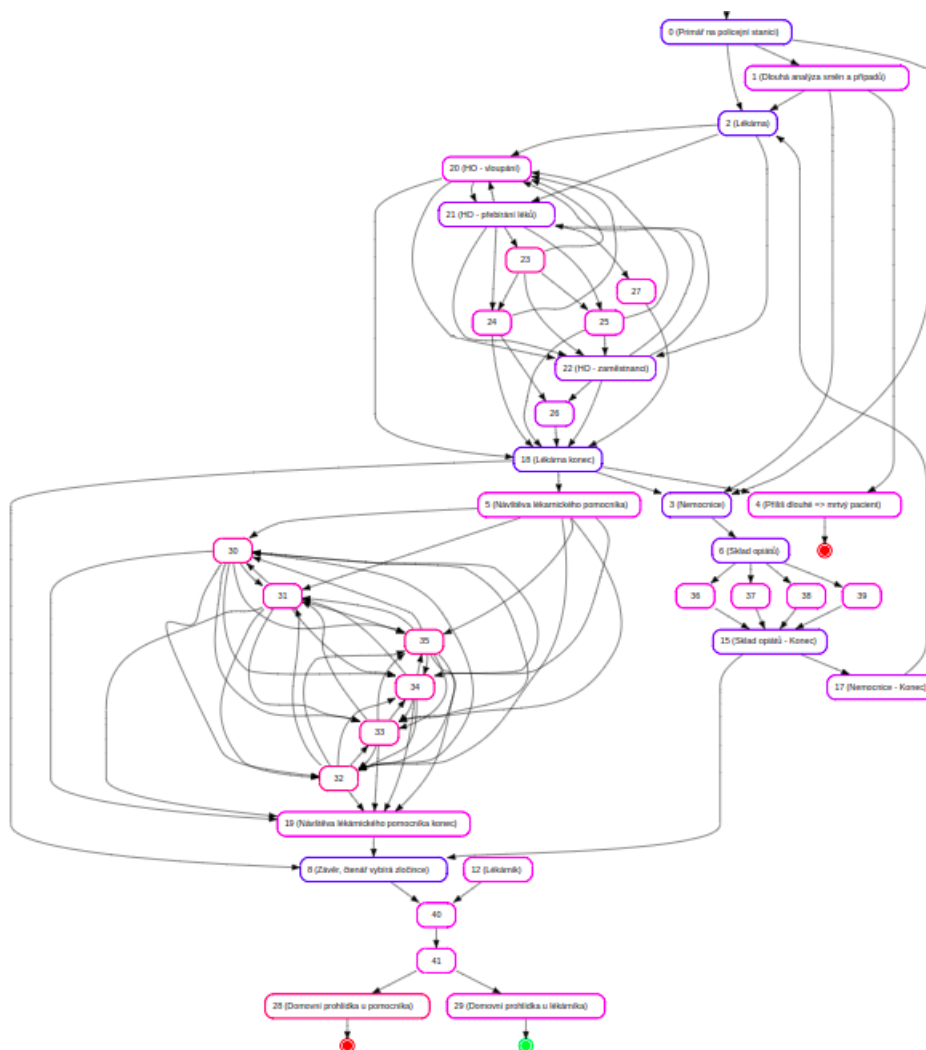 0 (Primář na policejní stanici)
1 (Dlouhá analýza směn a případů)
2 (Lékárna)
20 (HO - vloupání)
21 (HO - přebírání léků)
23
27
24
25
22 (HO - zaměstnanci)
26
18 (Lékárna konec)
5 (Návštěva lékárnického pomocníka)
3 (Nemocnice)
4 (Příliš dlouhé => mrtvý pacient)
30
6 (Sklad opiátů)
31
36
37
38
39
35
15 (Sklad opiátů - Konec)
34
17 (Nemocnice - Konec)
33
32
19 (Návštěva lékárnického pomocníka konec)
8 (Závěr, čtenář vybírá zločince)
12 (Lékárník)
40
41
28 (Domovní prohlídka u pomocníka)
29 (Domovní prohlídka u lékárníka)